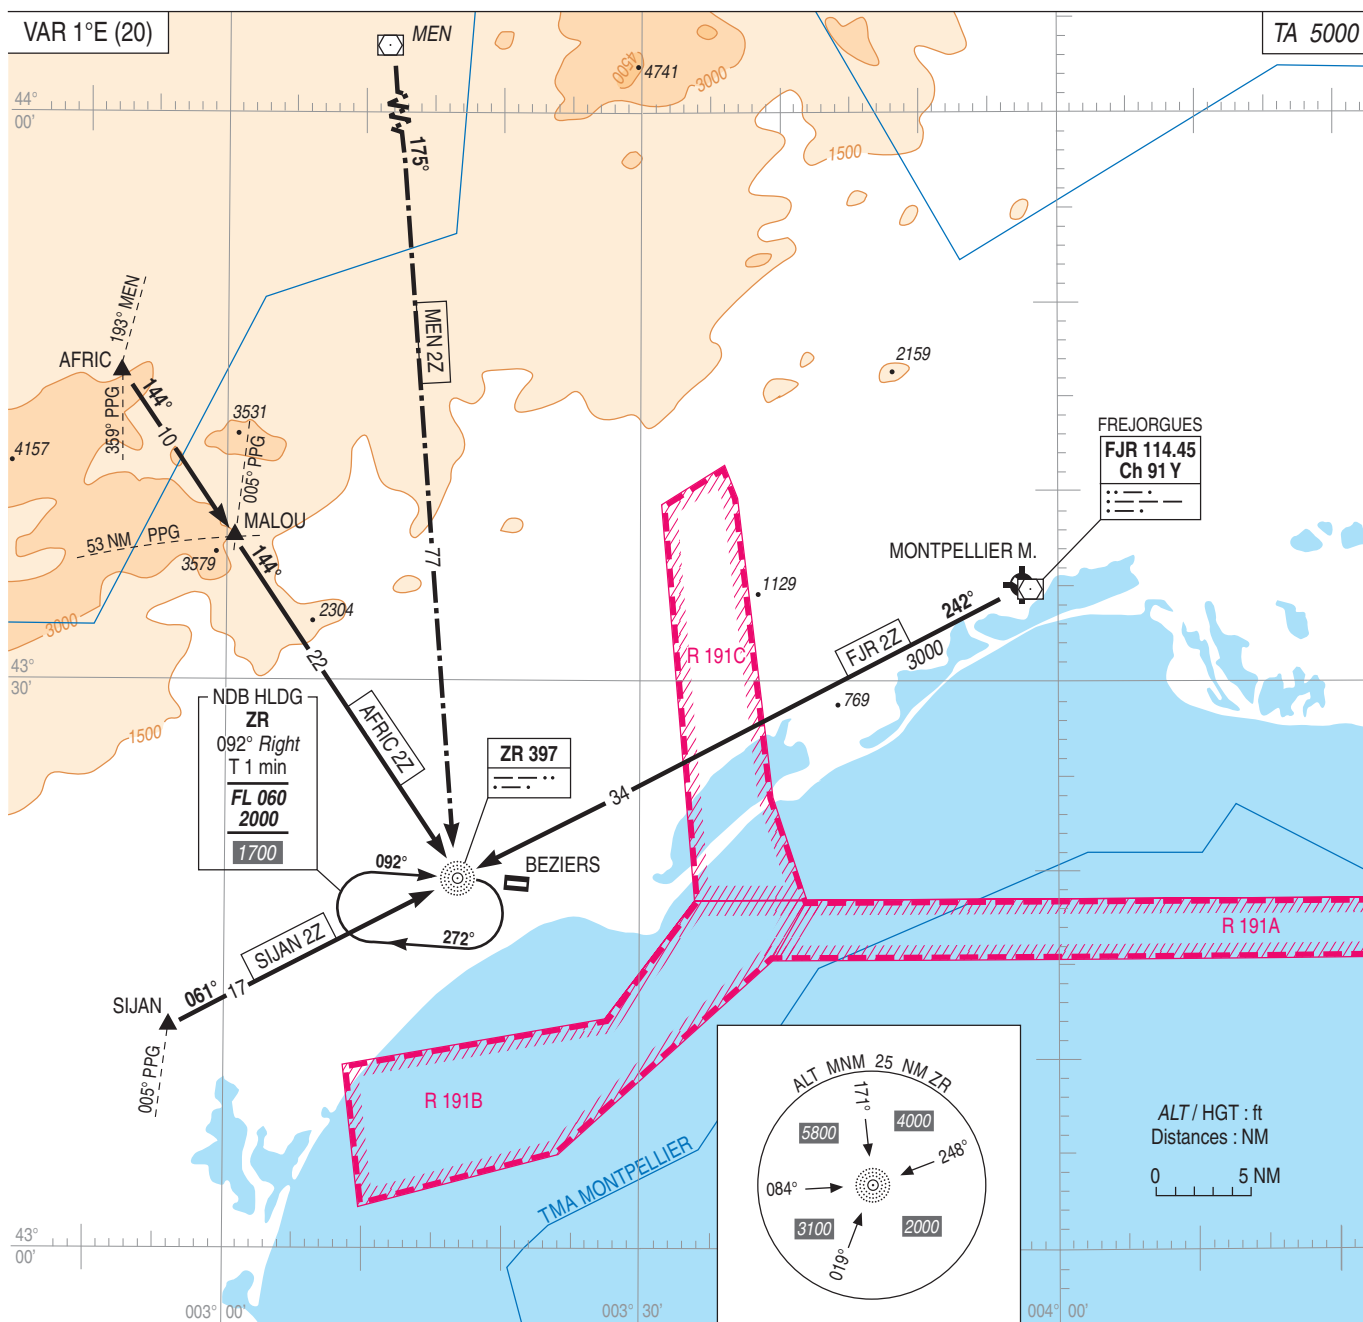 VAR 1°E (20)
MEN
TA 5000
4500
4741
3000
44°
00'
175°
1500
193° MEN
AFRIC
359° PPG
144°
10
MEN 2Z
2159
3531
4157
005° PPG
MALOU
53 NM PPG
3579
144°
77
FREJORGUES
FJR 114.45
Ch 91 Y
MONTPELLIER M.
1129
2304
3000
242°
FJR 2Z
3000
R 191C
22
43°
30'
769
NDB HLDG
ZR
092° Right
T 1 min
FL 060
2000
1700
1500
AFRIC 2Z
ZR 397
34
092°
BEZIERS
272°
SIJAN 2Z
061°
17
SIJAN
005° PPG
R 191A
R 191B
TMA MONTPELLIER
ALT MNM 25 NM ZR
171°
5800
4000
248°
084°
3100
2000
019°
ALT / HGT : ft
Distances : NM
0 5 NM
43°
00'
003° 00'
003° 30'
004° 00'